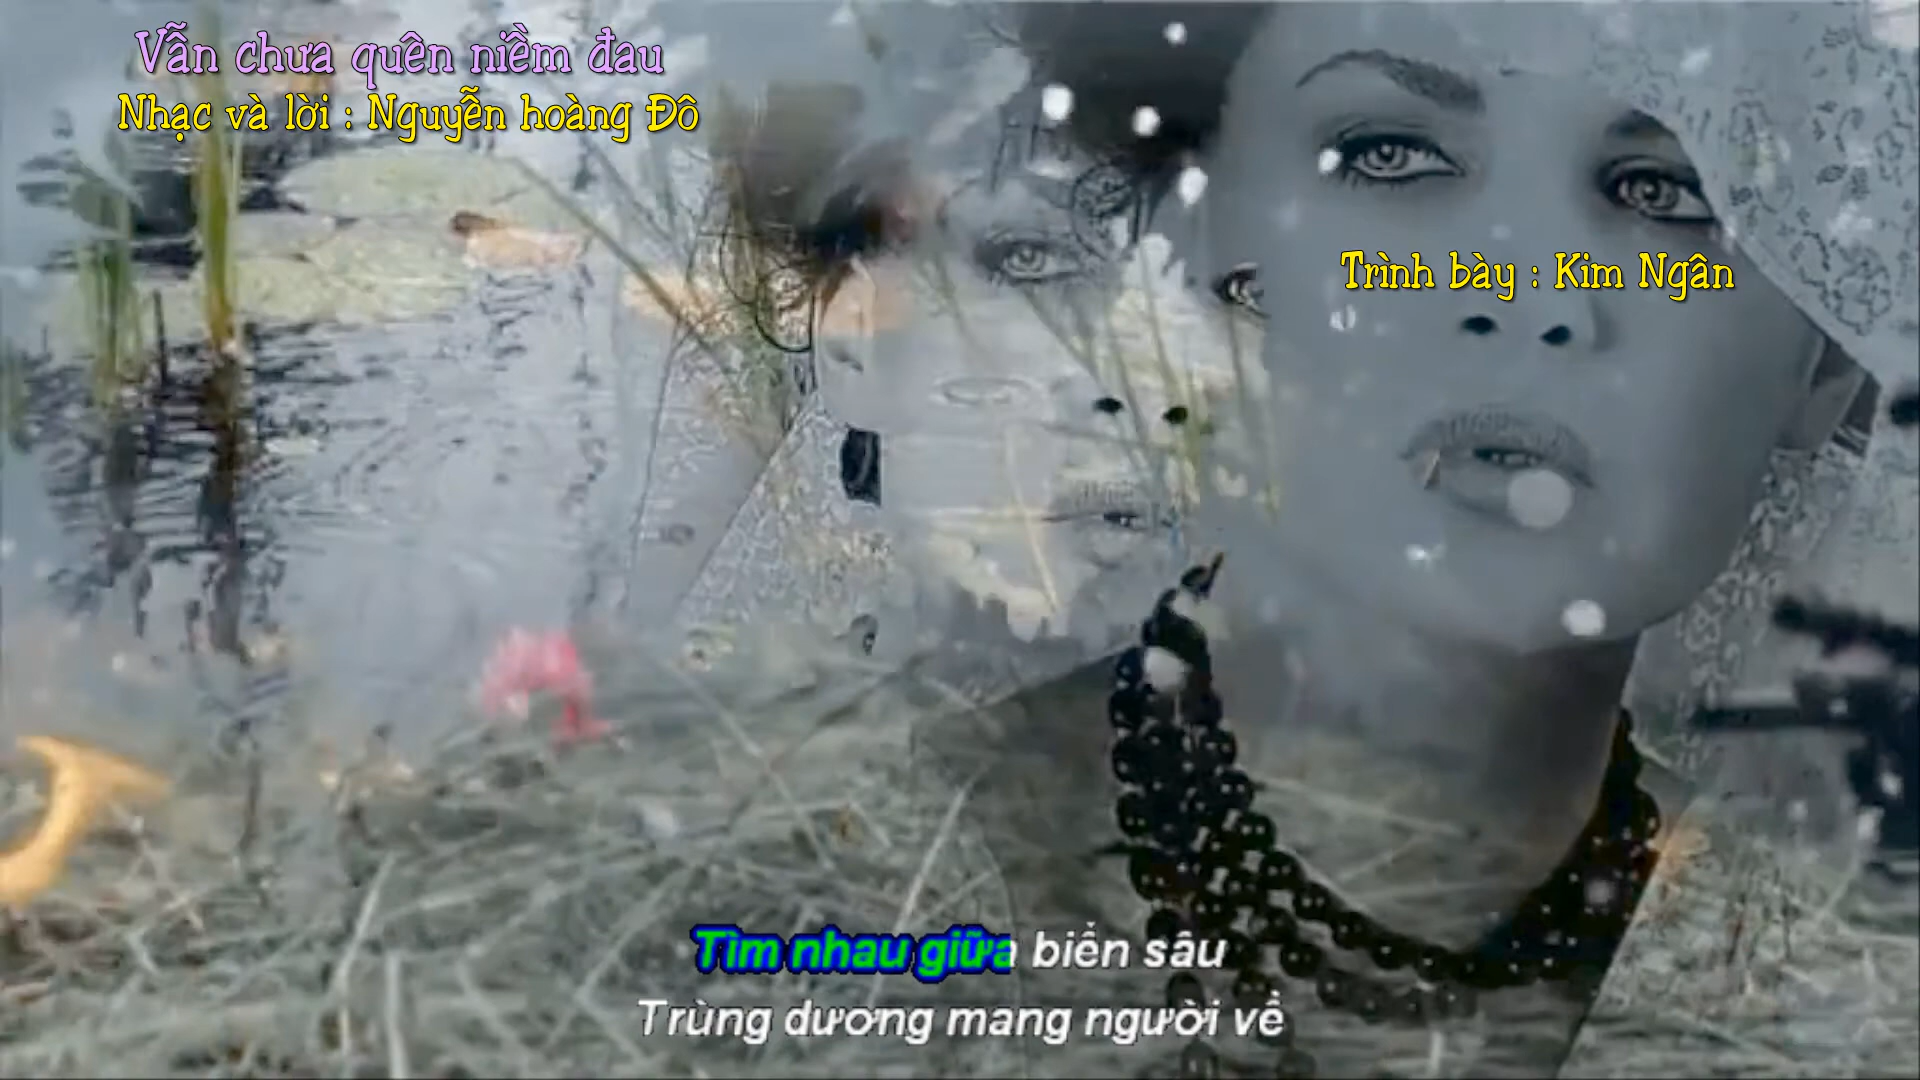 Vẫn chưa quên niềm đau
Nhạc và lời : Nguyễn hoàng Đô
Trình bày : Kim Ngân
Tìm nhau giữa biển sâu
Trùng dương mang người về